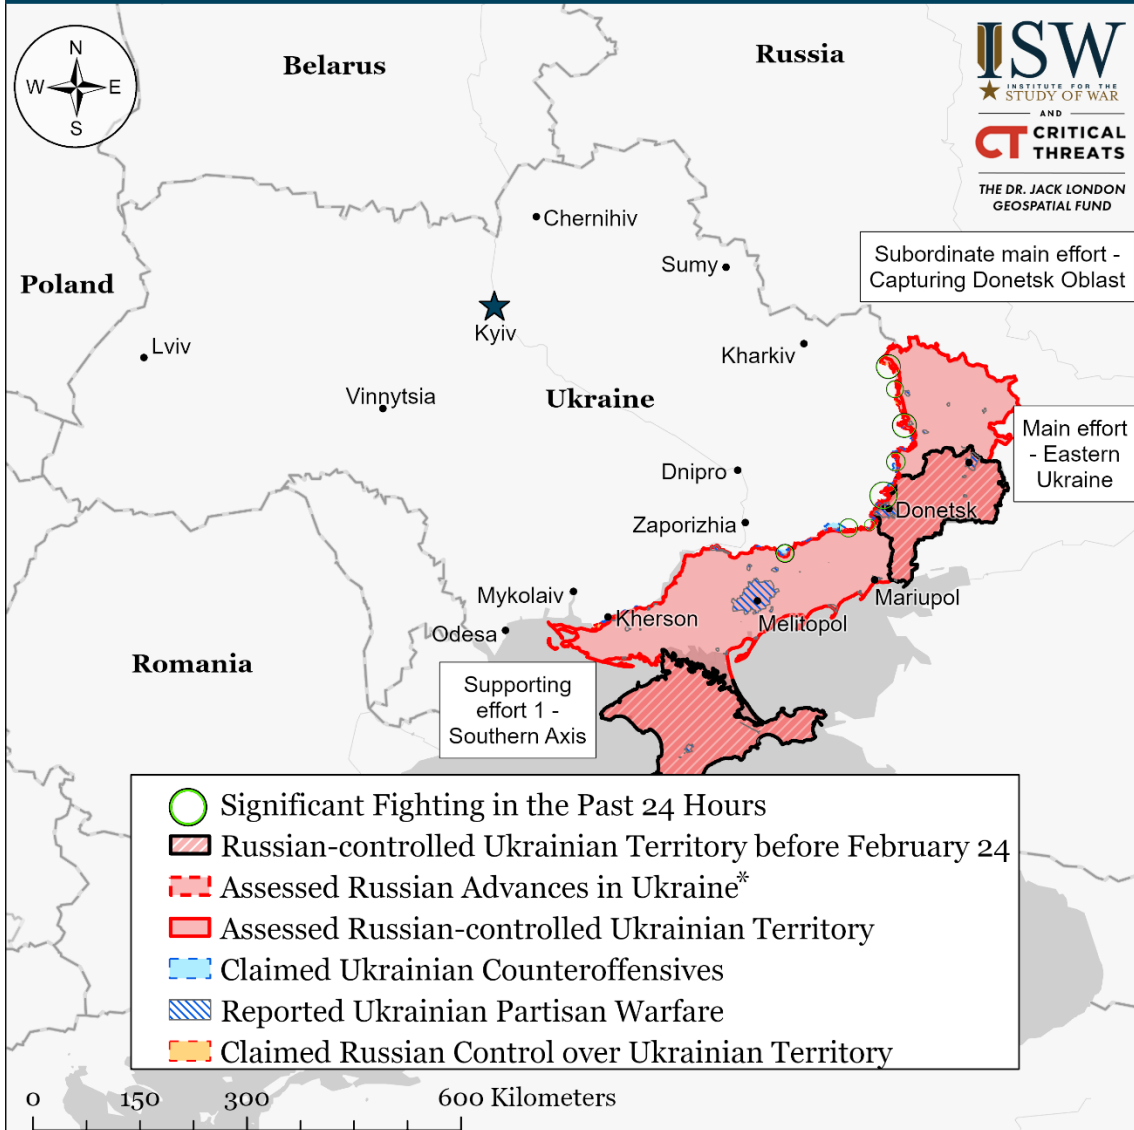 N
W
E
S
Belarus
Russia
ISW
INSTITUTE FOR THE
STUDY OF WAR
AND
CT CRITICAL
THREATS
THE DR. JACK LONDON
GEOSPATIAL FUND
Chernihiv
Sumy
Subordinate main effort -
Capturing Donetsk Oblast
Poland
Kyiv
Lviv
Kharkiv
Vinnytsia
Ukraine
Main effort
- Eastern
Ukraine
Dnipro
Donetsk
Zaporizhia
Mykolaiv
Mariupol
Kherson
Melitopol
Odesa
Romania
Supporting
effort 1 -
Southern Axis
Significant Fighting in the Past 24 Hours
Russian-controlled Ukrainian Territory before February 24
Assessed Russian Advances in Ukraine*
Assessed Russian-controlled Ukrainian Territory
Claimed Ukrainian Counteroffensives
Reported Ukrainian Partisan Warfare
Claimed Russian Control over Ukrainian Territory
0 150 300 600 Kilometers